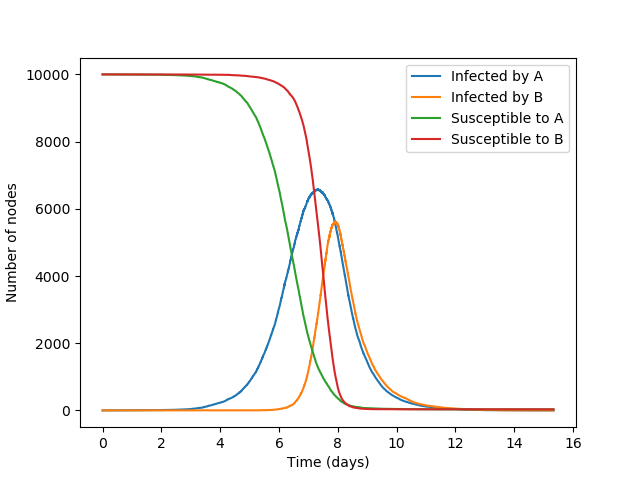 Infected by A
Infected by B
Susceptible to A
Susceptible to B
Number of nodes
10000
8000
6000
4000
2000
0
0 2 4 6 8 10 12 14 16
Time (days)